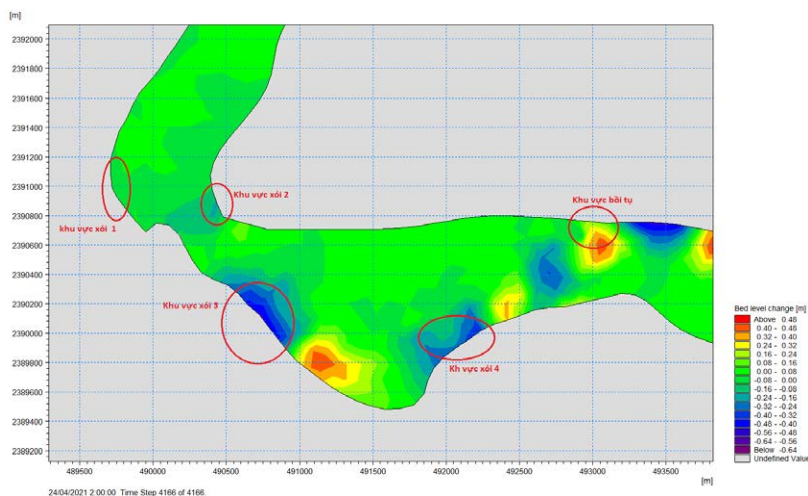 [m]
2392000
2391800
2391600
2391400
2391200
2391000
2390800
2390600
2390400
2390200
2390000
2389800
2389600
2389400
2389200
khu vực xói 1
Khu vực xói 2
Khu vực bồi tụ
Khu vực xói 3
Kh vực xói 4
489500 490000 490500 491000 491500 492000 492500 493000 493500
[m]
Bed level change [m]
Above 0.48
0.40 - 0.48
0.32 - 0.40
0.24 - 0.32
0.16 - 0.24
0.08 - 0.16
0.00 - 0.08
-0.08 - 0.00
-0.16 - -0.08
-0.24 - -0.16
-0.32 - -0.24
-0.40 - -0.32
-0.48 - -0.40
-0.56 - -0.48
-0.64 - -0.56
Below -0.64
Undefined Value
24/04/2021 2:00:00 Time Step 4166 of 4166.